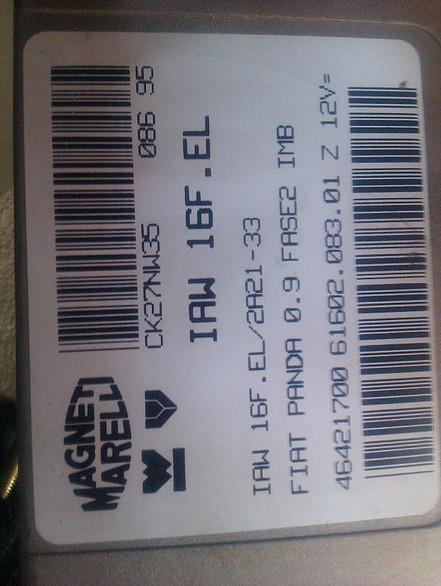 CK27NW35 086 95
MAGNETI
MARELLI
IAW 16F.EL
IAW 16F.EL/2A21-33
FIAT PANDA 0.9 FASE2 IMB
46421700 61602.083.01 Z 12V=